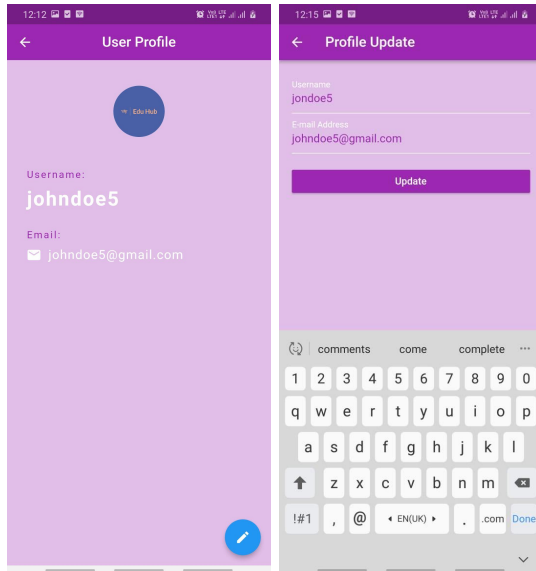 12:12
User Profile
Edu Hub
Username:
johndoe5
Email:
johndoe5@gmail.com
12:15
Profile Update
Username
jondoe5
E-mail Address
johndoe5@gmail.com
Update
comments come complete
1 2 3 4 5 6 7 8 9 0
q w e r t y u i o p
a s d f g h j k l
z x c v b n m
!#1 , @ EN(UK) . .com Done